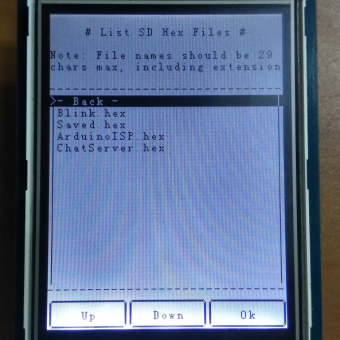 # List SD Hex Files #
Note: File names should be 29
chars max, including extension
>- Back -
Blink.hex
Saved.hex
ArduinoISP.hex
ChatServer.hex
Up Down Ok